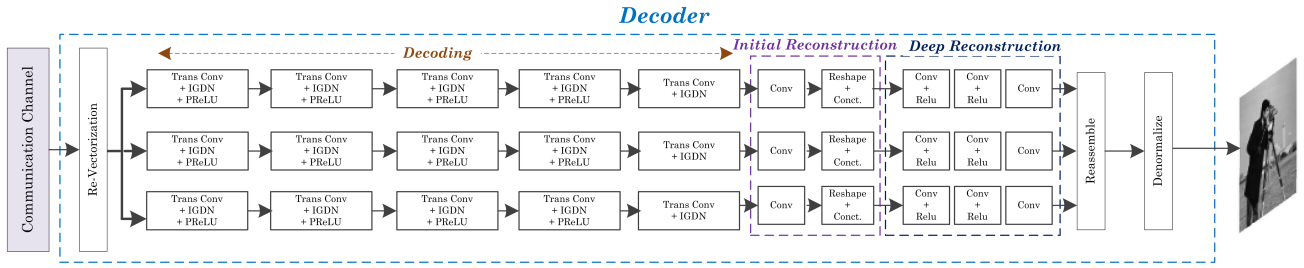 Decoder
Communication Channel
Re-Vectorization
Decoding
Initial Reconstruction
Deep Reconstruction
Trans Conv
+ IGDN
+ PReLU
Trans Conv
+ IGDN
+ PReLU
Trans Conv
+ IGDN
+ PReLU
Trans Conv
+ IGDN
+ PReLU
Trans Conv
+ IGDN
Conv
Reshape
+
Conct.
Conv
+
Relu
Conv
+
Relu
Conv
Trans Conv
+ IGDN
+ PReLU
Trans Conv
+ IGDN
+ PReLU
Trans Conv
+ IGDN
+ PReLU
Trans Conv
+ IGDN
+ PReLU
Trans Conv
+ IGDN
Conv
Reshape
+
Conct.
Conv
+
Relu
Conv
+
Relu
Conv
Trans Conv
+ IGDN
+ PReLU
Trans Conv
+ IGDN
+ PReLU
Trans Conv
+ IGDN
+ PReLU
Trans Conv
+ IGDN
+ PReLU
Trans Conv
+ IGDN
Conv
Reshape
+
Conct.
Conv
+
Relu
Conv
+
Relu
Conv
Reassemble
Denormalize